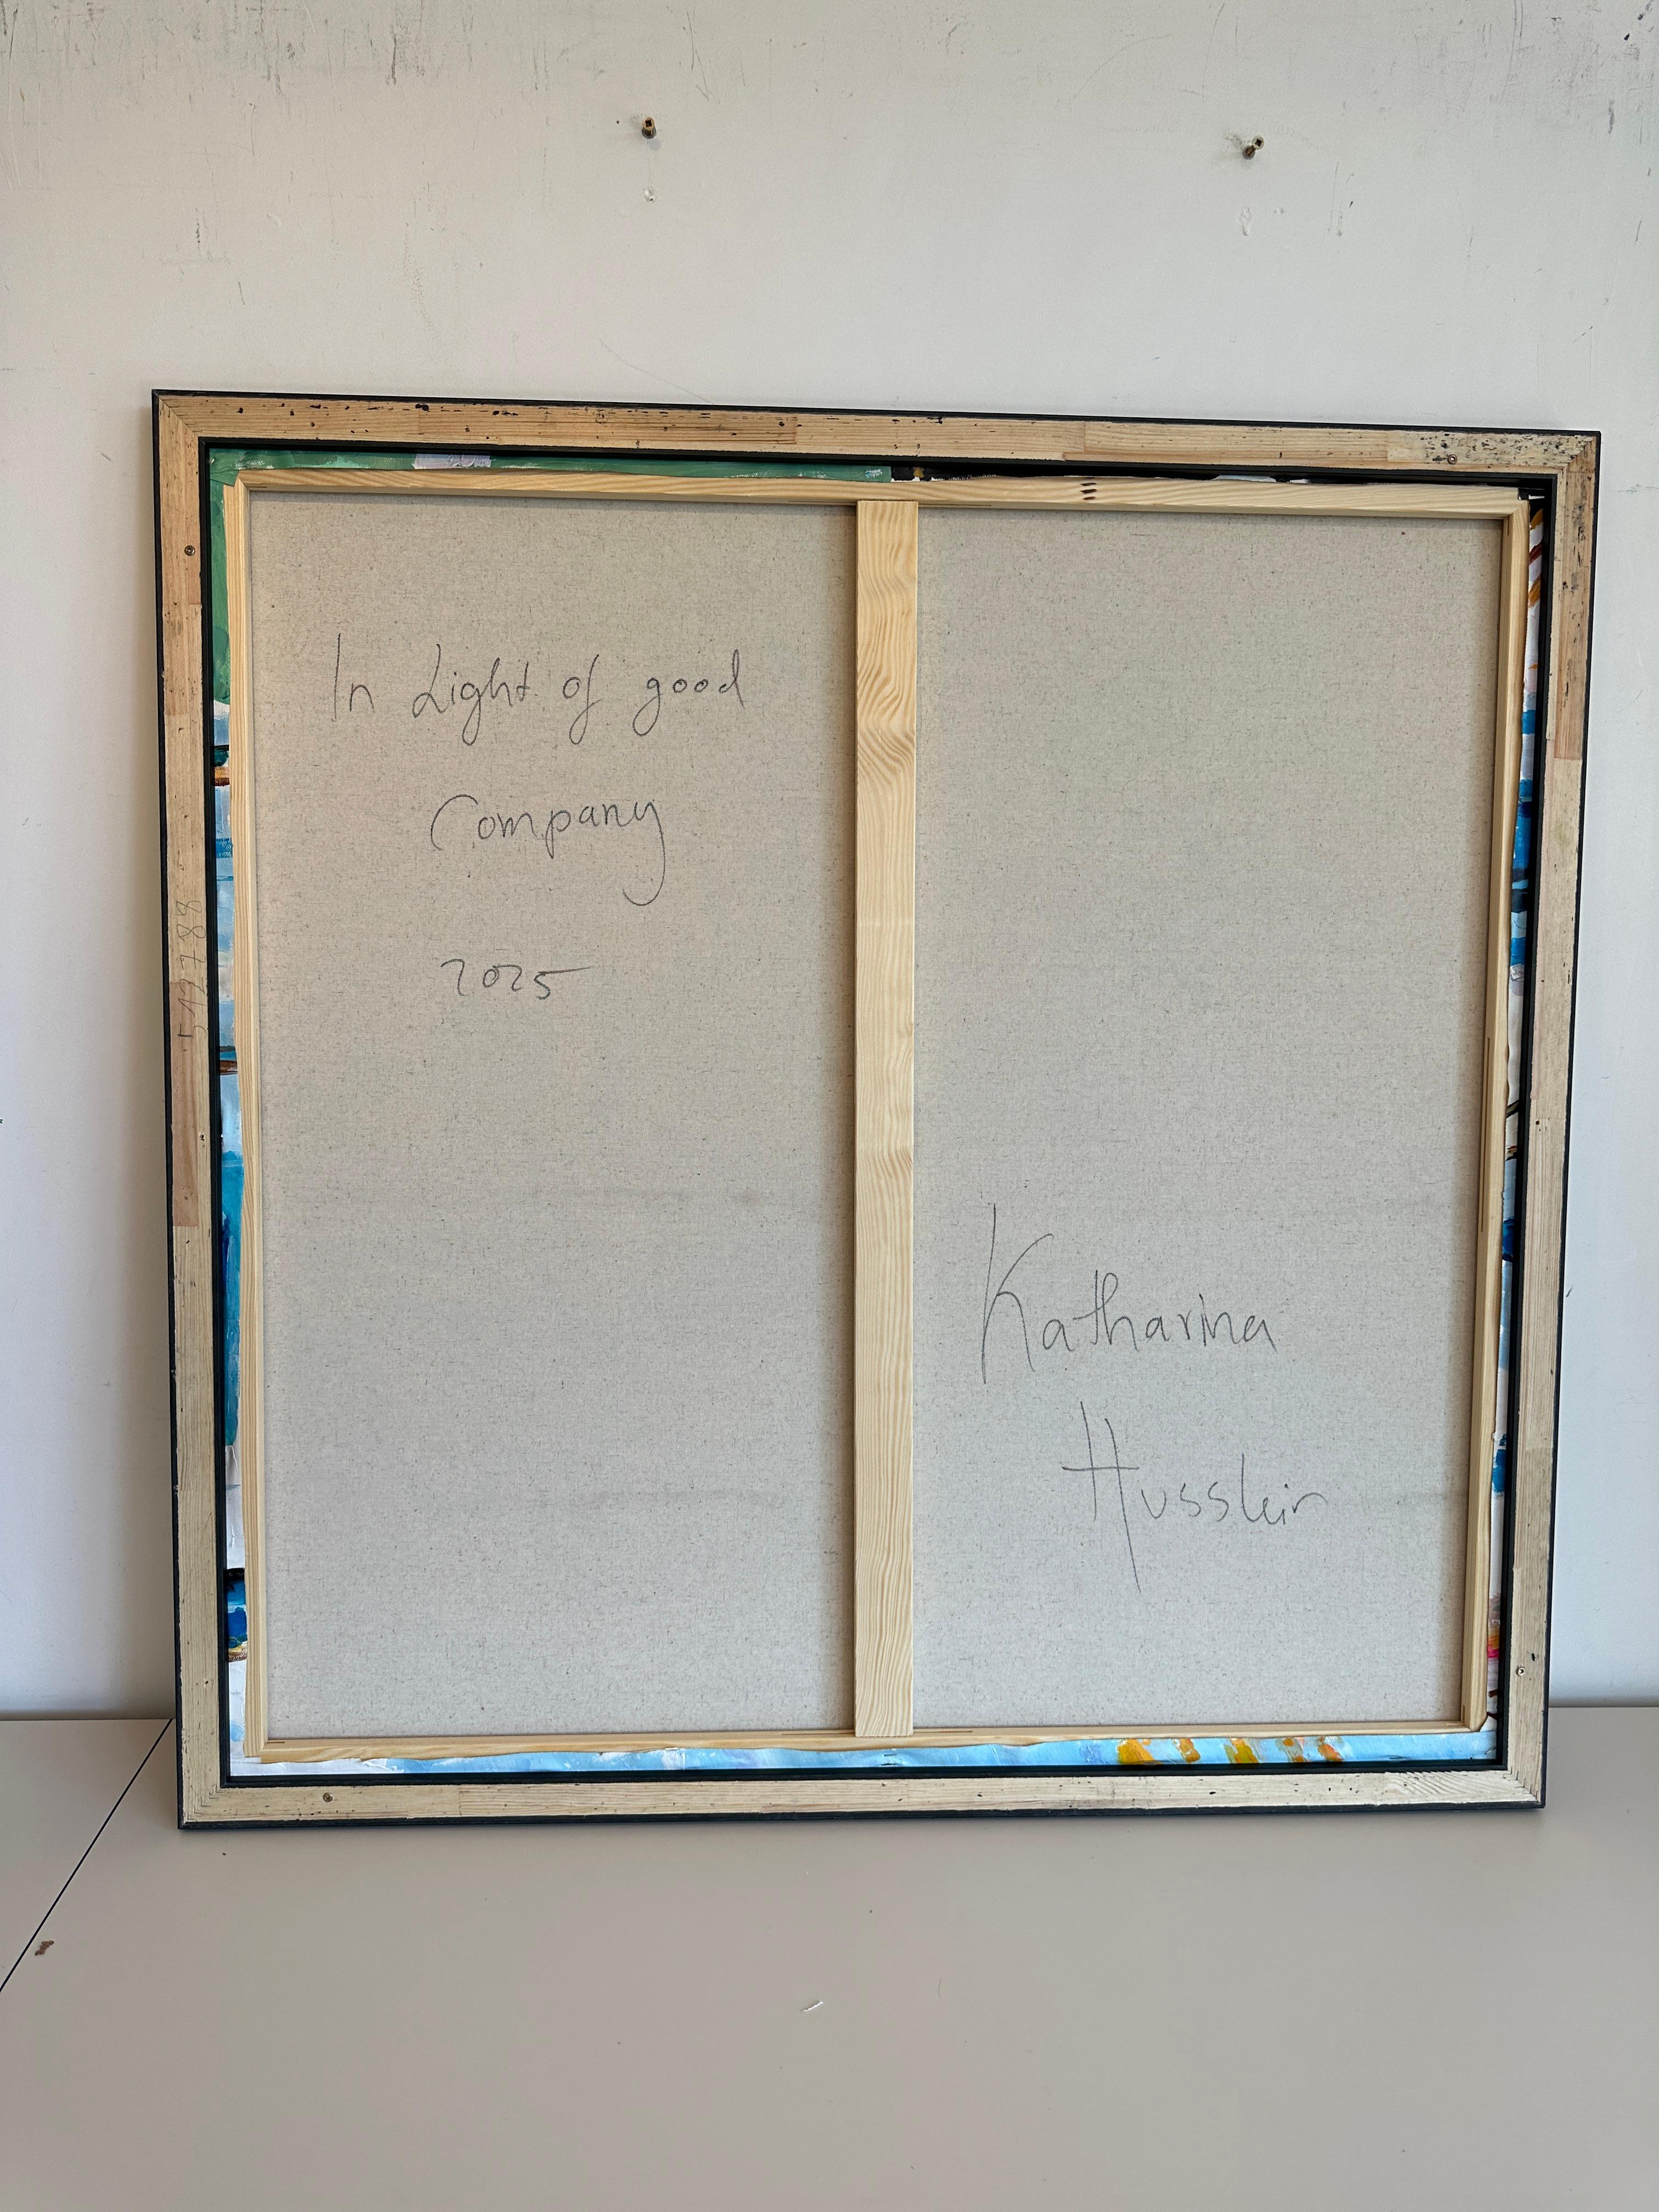 In Light of good
Company
2025
Katharina
Husslein